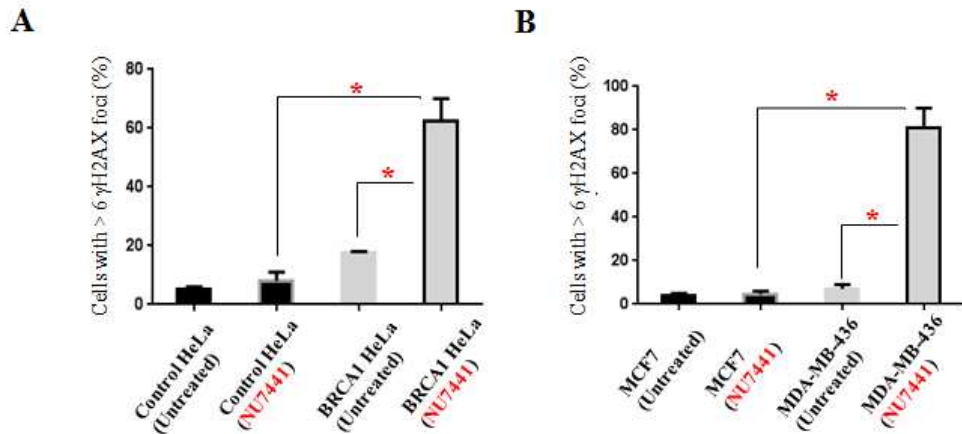 A
Cells with > 6 γH2AX foci (%)
80
60
40
20
0
*
*
Control HeLa
(Untreated)
Control HeLa
(NU7441)
BRCA1 HeLa
(Untreated)
BRCA1 HeLa
(NU7441)
B
Cells with > 6 γH2AX foci (%)
100
80
60
40
20
0
*
*
MCF7
(Untreated)
MCF7
(NU7441)
MDA-MB-436
(Untreated)
MDA-MB-436
(NU7441)